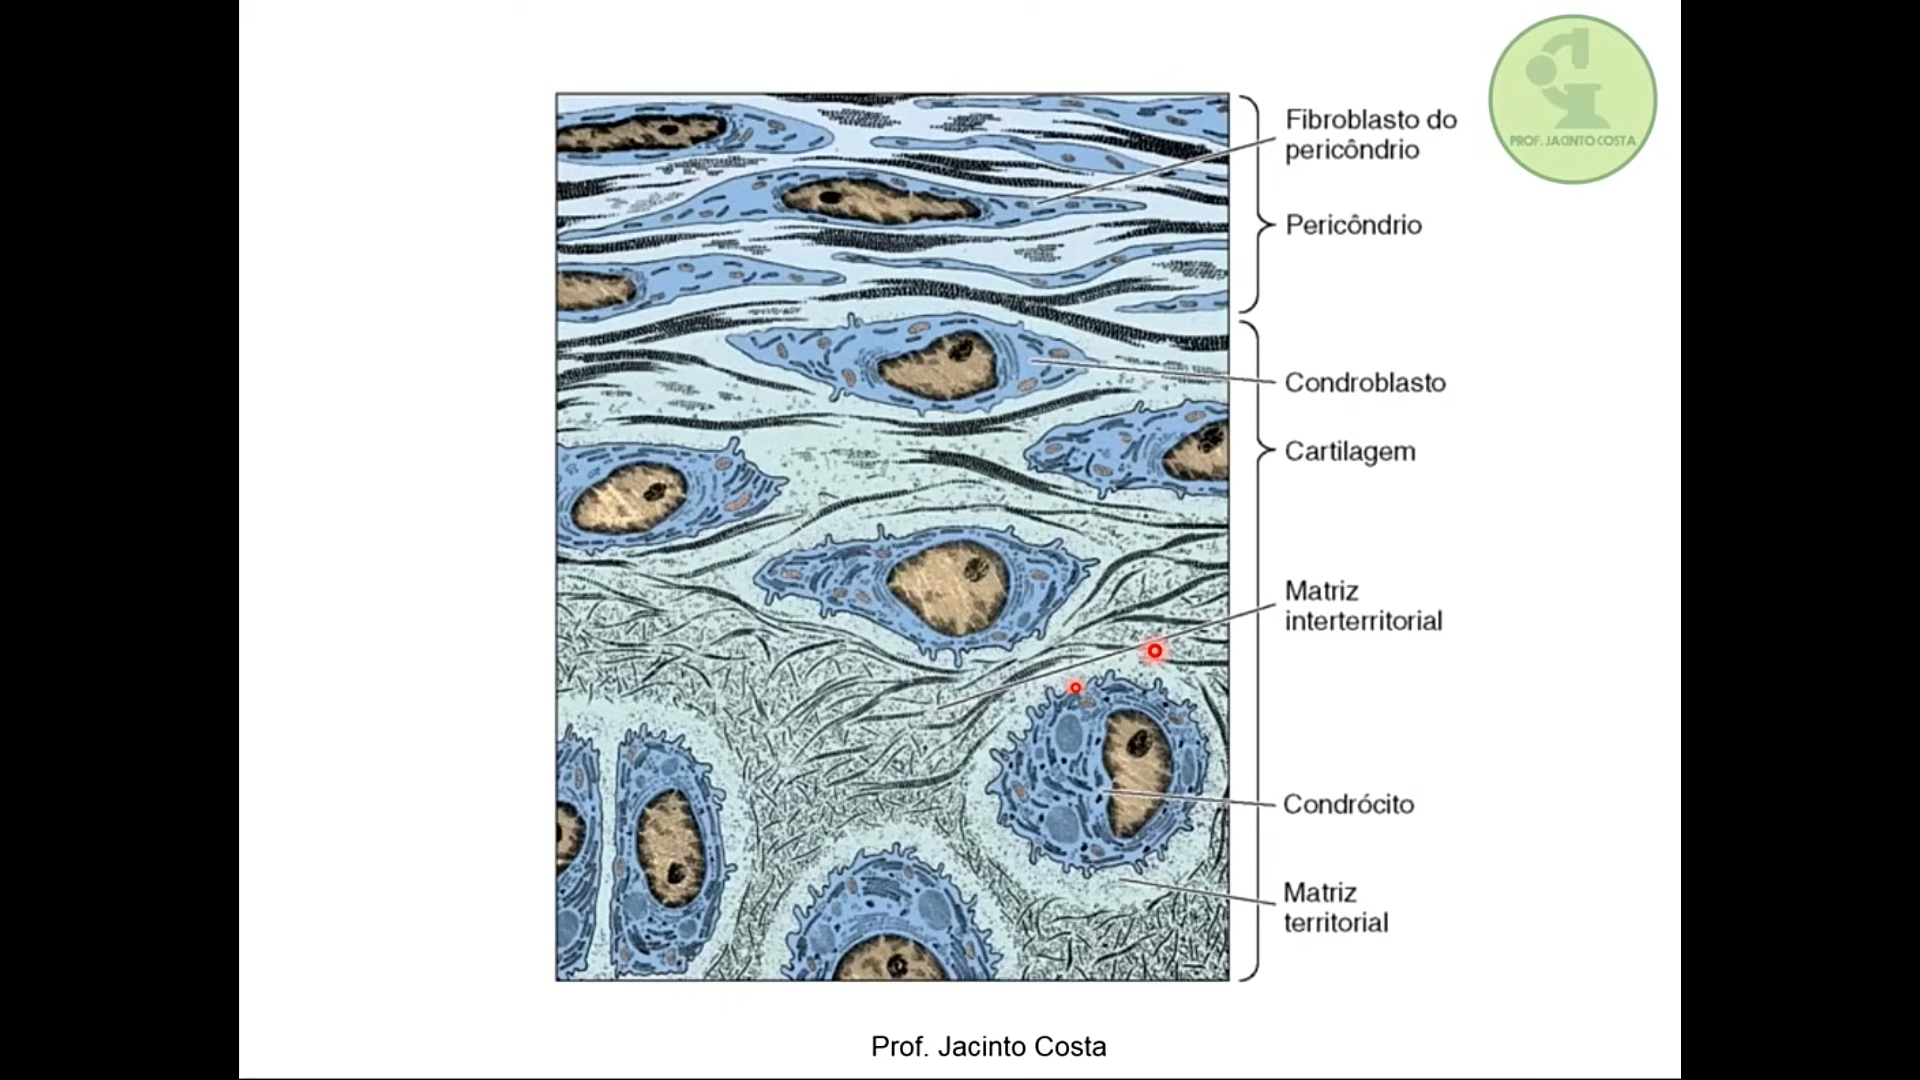 PROF. JACINTO COSTA
Fibroblasto do
pericôndrio
Pericôndrio
Condroblasto
Cartilagem
Matriz
interterritorial
Condrócito
Matriz
territorial
Prof. Jacinto Costa